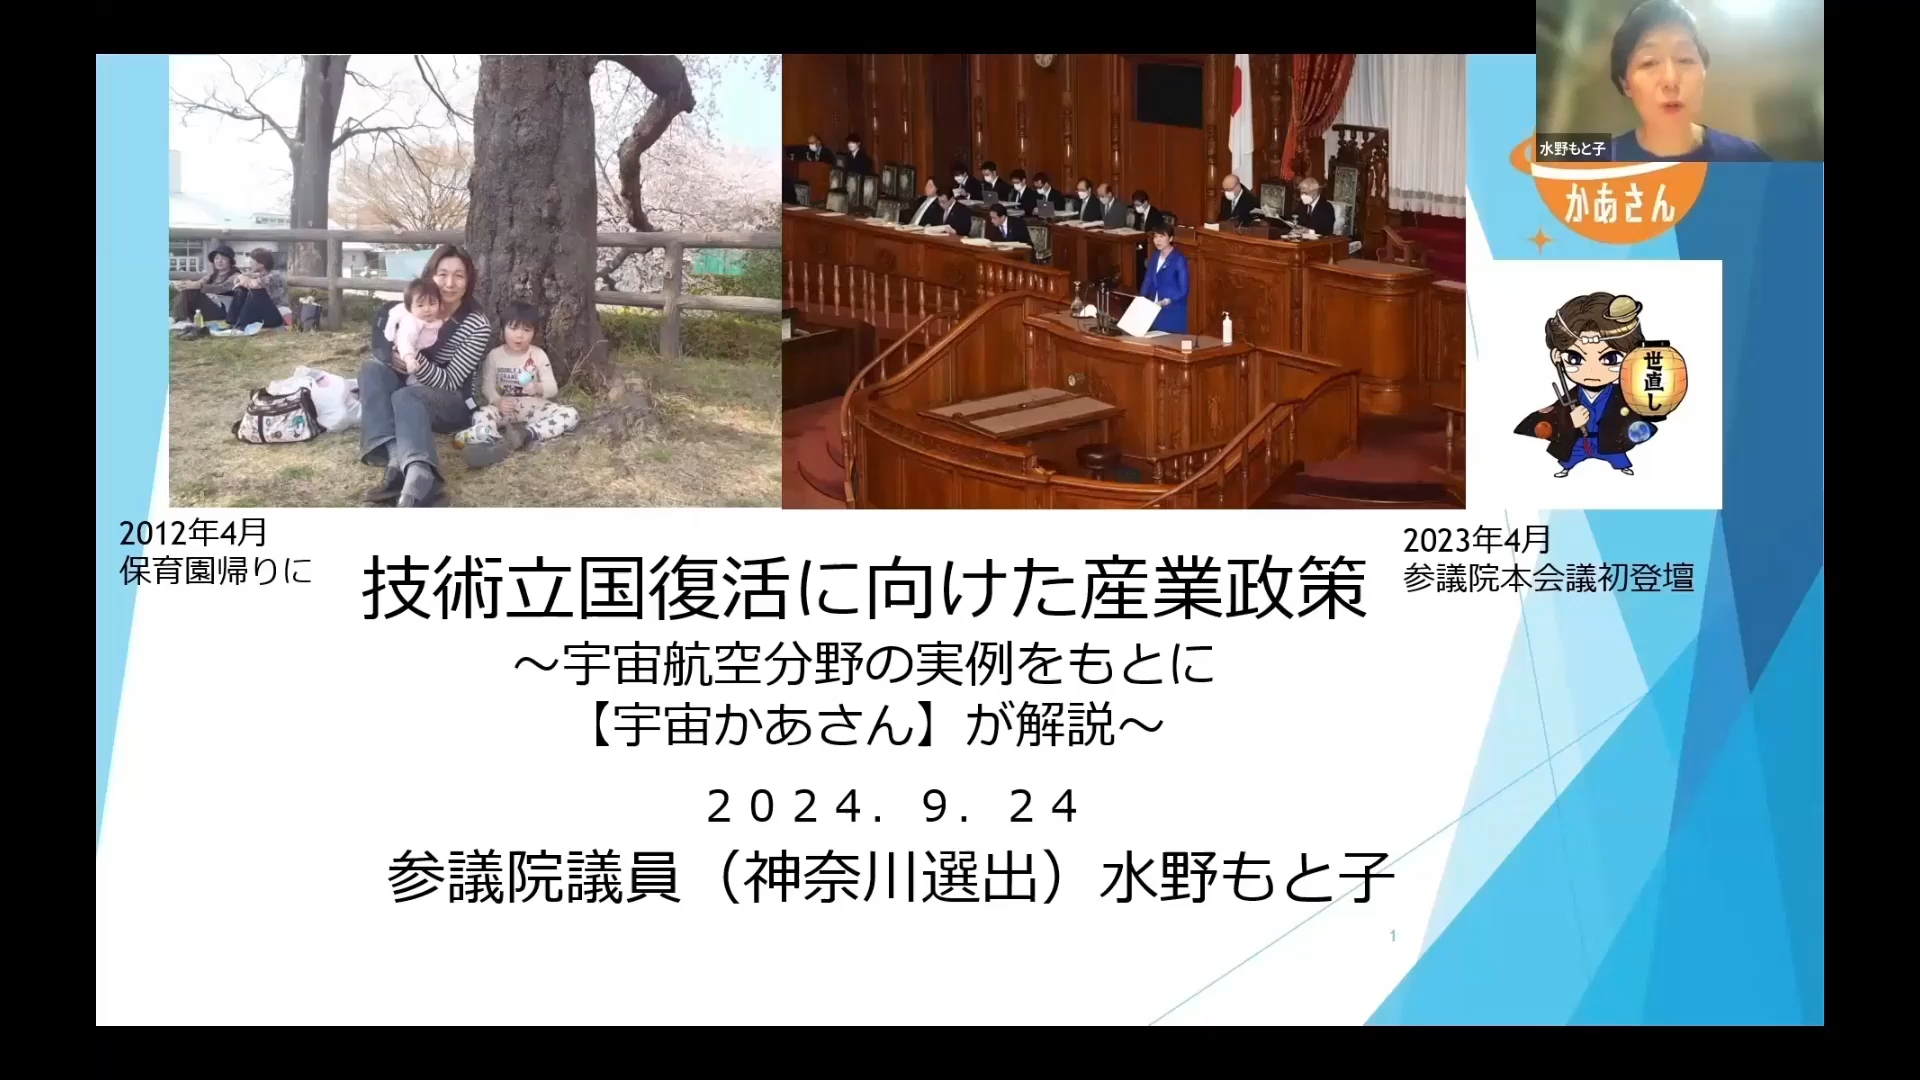 水野もと子
かあさん
世直し
2012年4月
保育園帰りに
2023年4月
参議院本会議初登壇
技術立国復活に向けた産業政策
～宇宙航空分野の実例をもとに
【宇宙かあさん】が解説～
２０２４．９．２４
参議院議員（神奈川選出）水野もと子
1